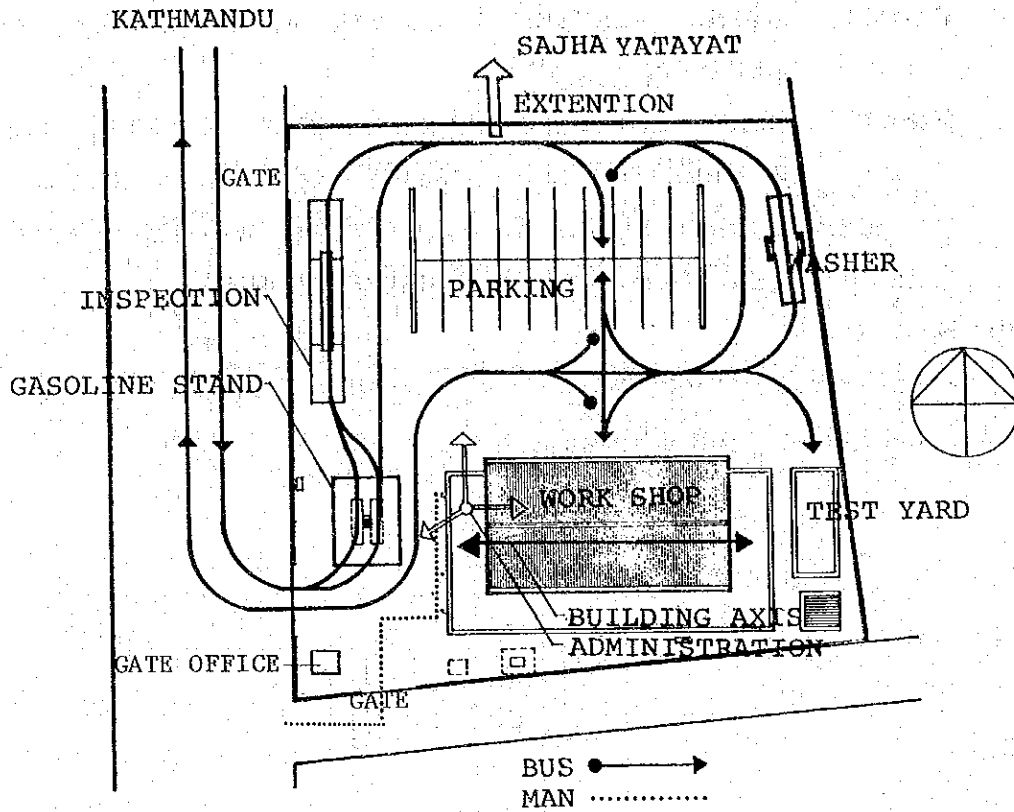 KATHMANDU
SAJHA YATAYAT
EXTENTION
GATE
WASHER
INSPECTION
PARKING
GASOLINE STAND
WORK SHOP
TEST YARD
BUILDING AXIS
ADMINISTRATION
GATE OFFICE
GATE
BUS
MAN